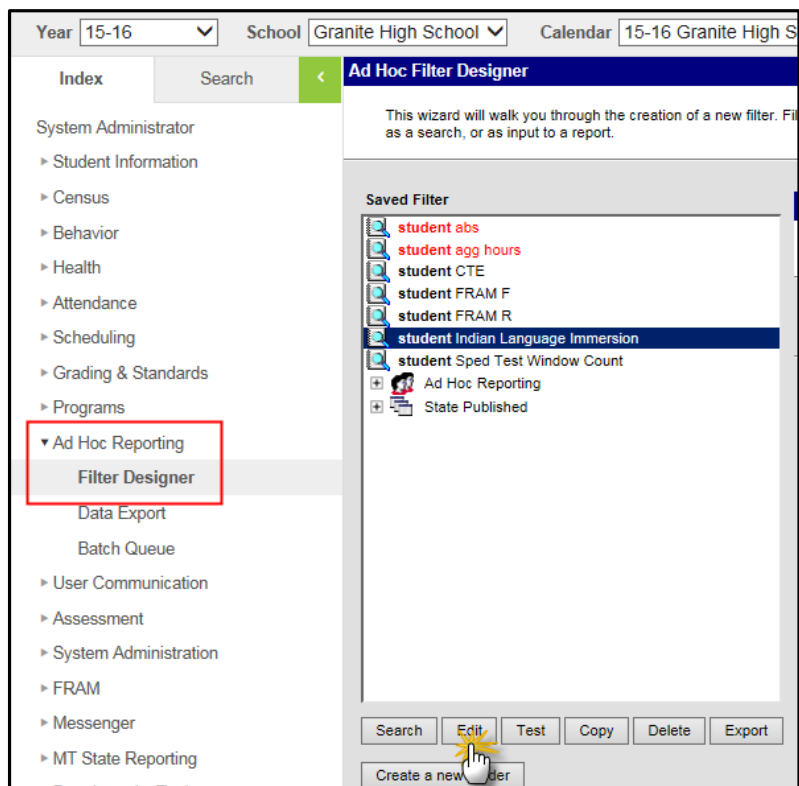 Year 15-16 School Granite High School Calendar 15-16 Granite High S
Index Search
Ad Hoc Filter Designer
This wizard will walk you through the creation of a new filter. Fil
as a search, or as input to a report.
System Administrator
Student Information
Census
Behavior
Health
Attendance
Scheduling
Grading & Standards
Programs
Ad Hoc Reporting
Filter Designer
Data Export
Batch Queue
User Communication
Assessment
System Administration
FRAM
Messenger
MT State Reporting
Saved Filter
student abs
student agg hours
student CTE
student FRAM F
student FRAM R
student Indian Language Immersion
student Sped Test Window Count
Ad Hoc Reporting
State Published
Search Edit Test Copy Delete Export
Create a new